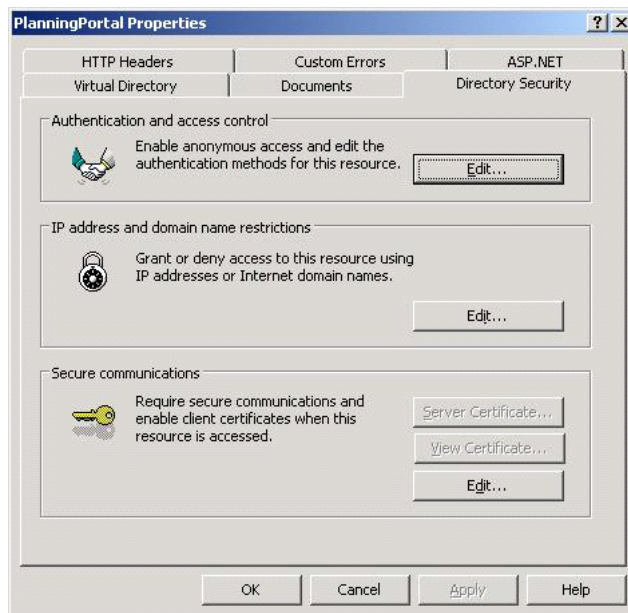 PlanningPortal Properties
HTTP Headers Custom Errors ASP.NET
Virtual Directory Documents Directory Security
Authentication and access control
Enable anonymous access and edit the
authentication methods for this resource.
Edit...
IP address and domain name restrictions
Grant or deny access to this resource using
IP addresses or Internet domain names.
Edit...
Secure communications
Require secure communications and
enable client certificates when this
resource is accessed.
Server Certificate...
View Certificate...
Edit...
OK Cancel Apply Help